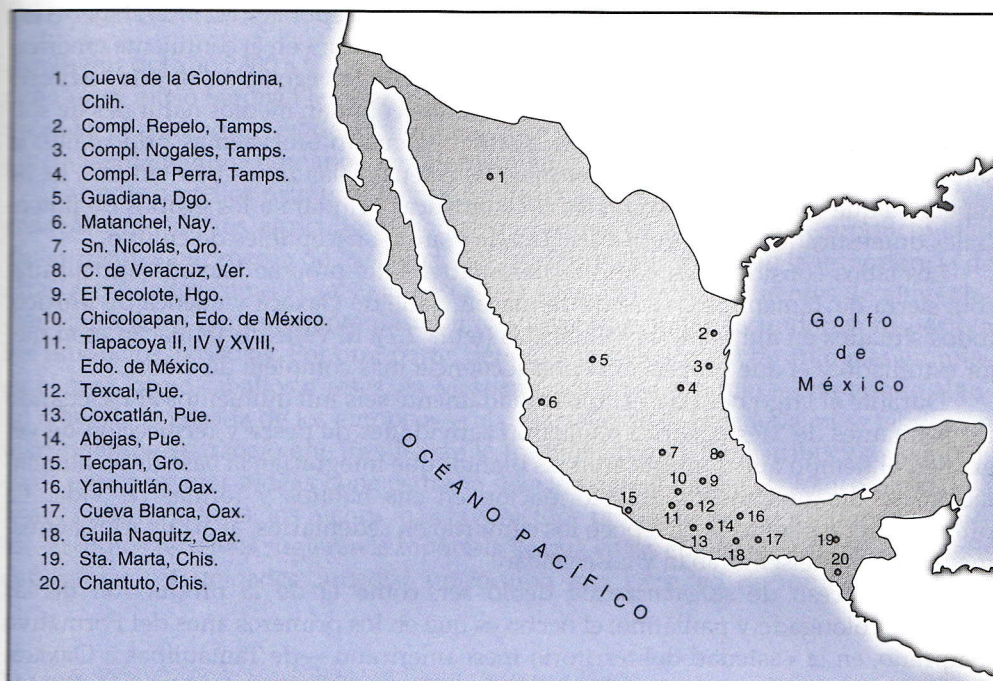 1. Cueva de la Golondrina,
Chih.
2. Compl. Repelo, Tamps.
3. Compl. Nogales, Tamps.
4. Compl. La Perra, Tamps.
5. Guadiana, Dgo.
6. Matanchel, Nay.
7. Sn. Nicolás, Qro.
8. C. de Veracruz, Ver.
9. El Tecolote, Hgo.
10. Chicoloapan, Edo. de México.
11. Tlapacoya II, IV y XVIII,
Edo. de México.
12. Texcal, Pue.
13. Coxcatlán, Pue.
14. Abejas, Pue.
15. Tecpan, Gro.
16. Yanhuitlán, Oax.
17. Cueva Blanca, Oax.
18. Guila Naquitz, Oax.
19. Sta. Marta, Chis.
20. Chantuto, Chis.
1
2
3
4
5
6
7
8
9
10
11
12
13
14
15
16
17
18
19
20
Golfo
de
México
OCÉANO PACÍFICO